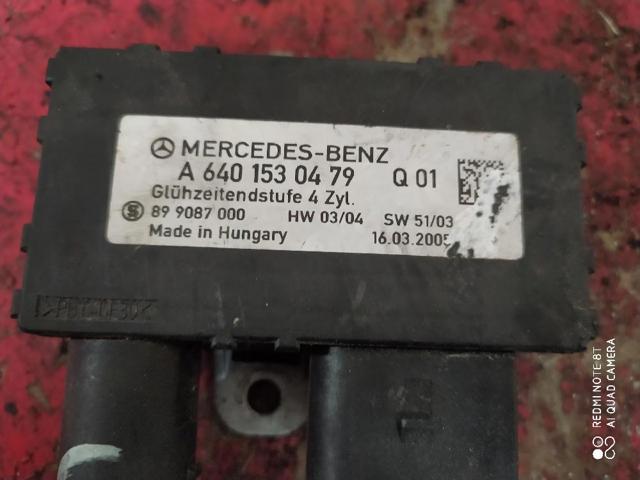 MERCEDES-BENZ
A 640 153 04 79 Q 01
Glühzeitendstufe 4 Zyl.
89 9087 000 HW 03/04 SW 51/03
Made in Hungary 16.03.2005
REDMI NOTE 8T
AI QUAD CAMERA